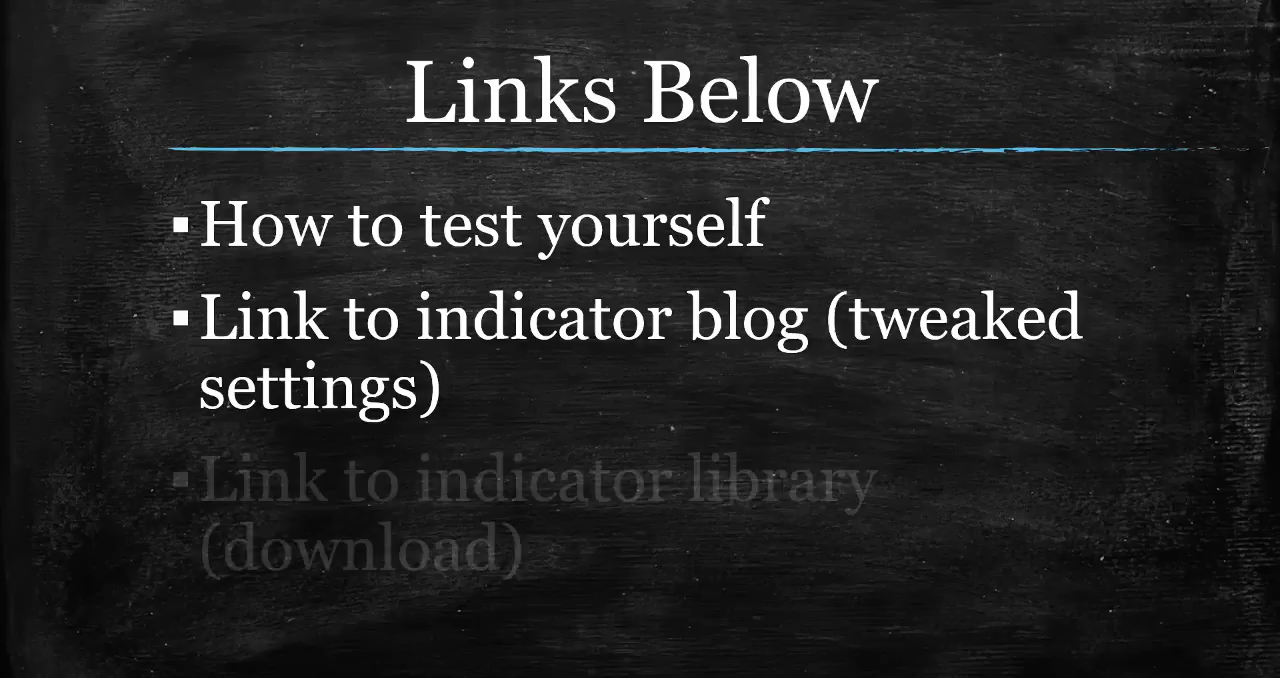 Links Below
▪ How to test yourself
▪ Link to indicator blog (tweaked
settings)
▪ Link to indicator library
(download)